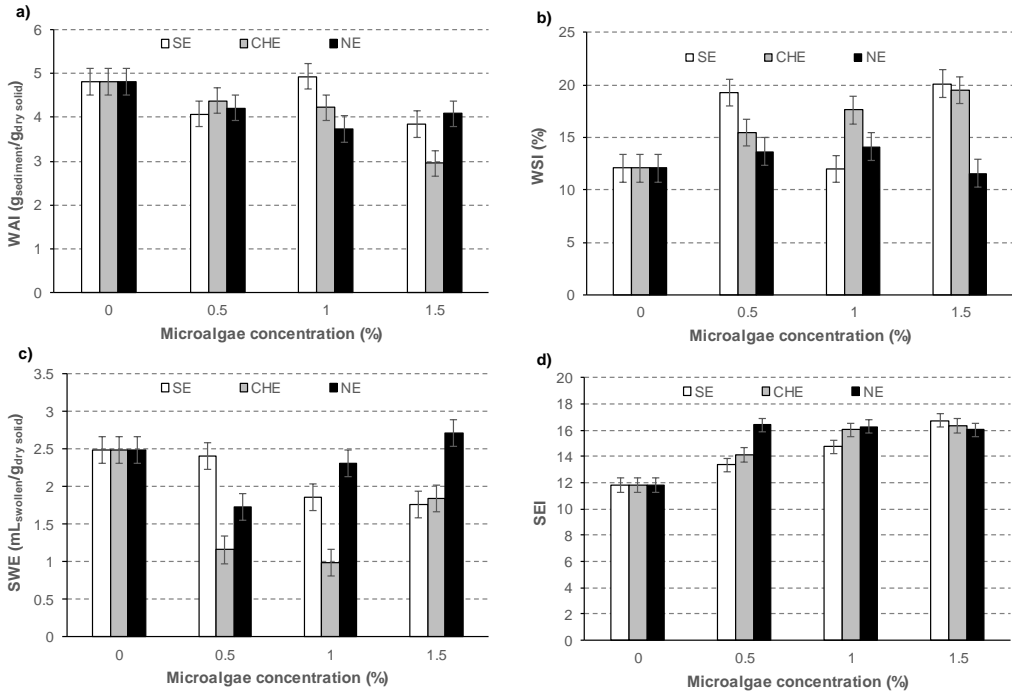 a)
SE CHE NE
6
5
4
3
2
1
0
WAI (gsediment/gdry solid)
0 0.5 1 1.5
Microalgae concentration (%)
b)
SE CHE NE
25
20
15
10
5
0
WSI (%)
0 0.5 1 1.5
Microalgae concentration (%)
c)
SE CHE NE
3.5
3
2.5
2
1.5
1
0.5
0
SWE (mLswollen/gdry solid)
0 0.5 1 1.5
Microalgae concentration (%)
d)
SE CHE NE
20
18
16
14
12
10
8
6
4
2
0
SEI
0 0.5 1 1.5
Microalgae concentration (%)